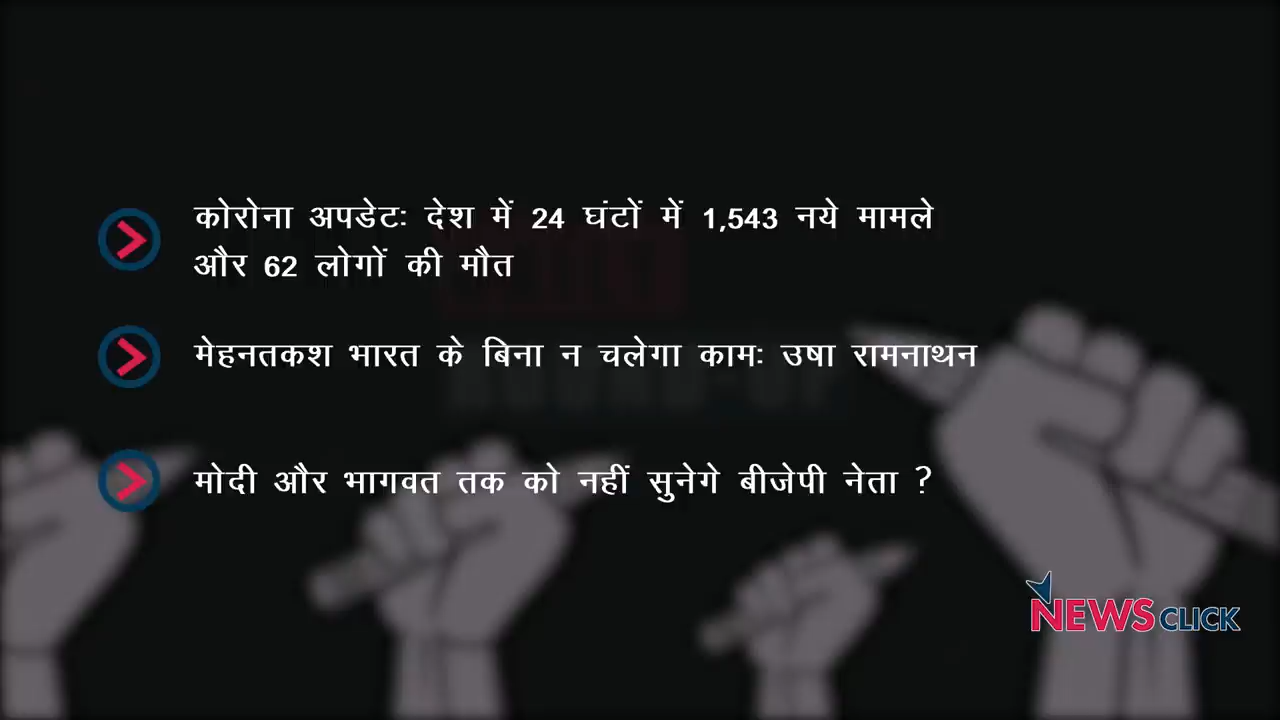 कोरोना अपडेटः देश में 24 घंटों में 1,543 नये मामले
और 62 लोगों की मौत
मेहनतकश भारत के बिना न चलेगा कामः उषा रामनाथन
मोदी और भागवत तक को नहीं सुनेगे बीजेपी नेता ?
NEWSCLICK